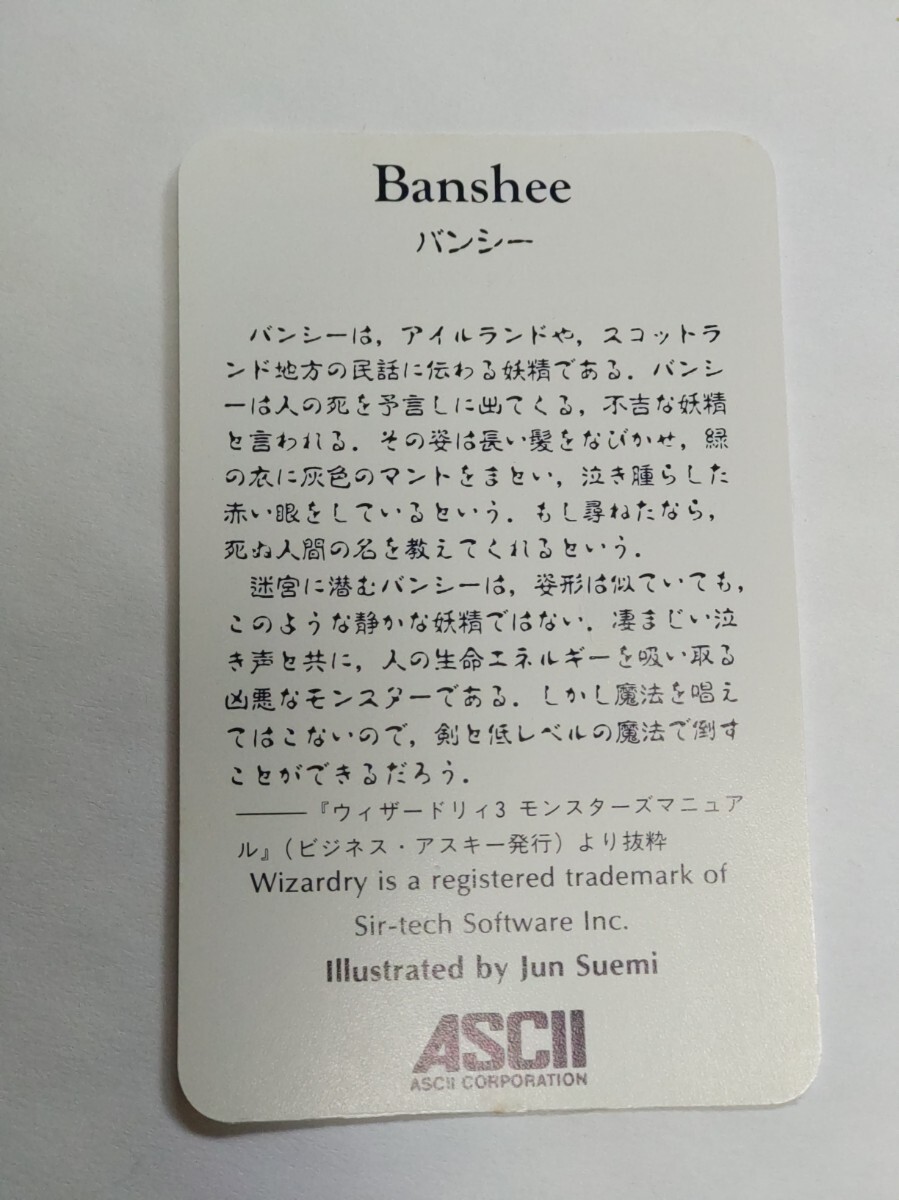 Banshee
バンシー
バンシーは，アイルランドや，スコットラ
ンド地方の民話に伝わる妖精である．バンシ
ーは人の死を予言しに出てくる，不吉な妖精
と言われる．その姿は長い髪をなびかせ，緑
の衣に灰色のマントをまとい，泣き腫らした
赤い眼をしているという．もし尋ねたなら，
死ぬ人間の名を教えてくれるという．
迷宮に潜むバンシーは，姿形は似ていても，
このような静かな妖精ではない．凄まじい泣
き声と共に，人の生命エネルギーを吸い取る
凶悪なモンスターである．しかし魔法を唱え
てはこないので，剣と低レベルの魔法で倒す
ことができるだろう．
———『ウィザードリィ3 モンスターズマニュア
ル』（ビジネス・アスキー発行）より抜粋
Wizardry is a registered trademark of
Sir-tech Software Inc.
Illustrated by Jun Suemi
ASCII
ASCII CORPORATION